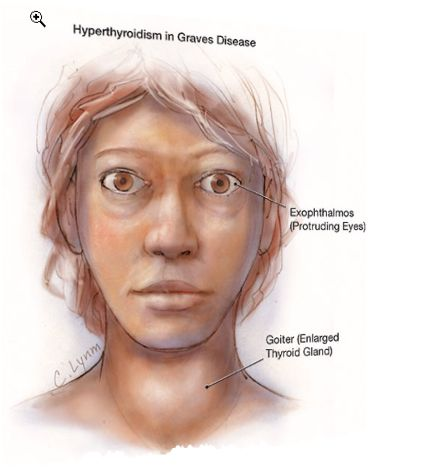 Hyperthyroidism in Graves Disease
Exophthalmos
(Protruding Eyes)
Goiter (Enlarged
Thyroid Gland)
C. Lynm